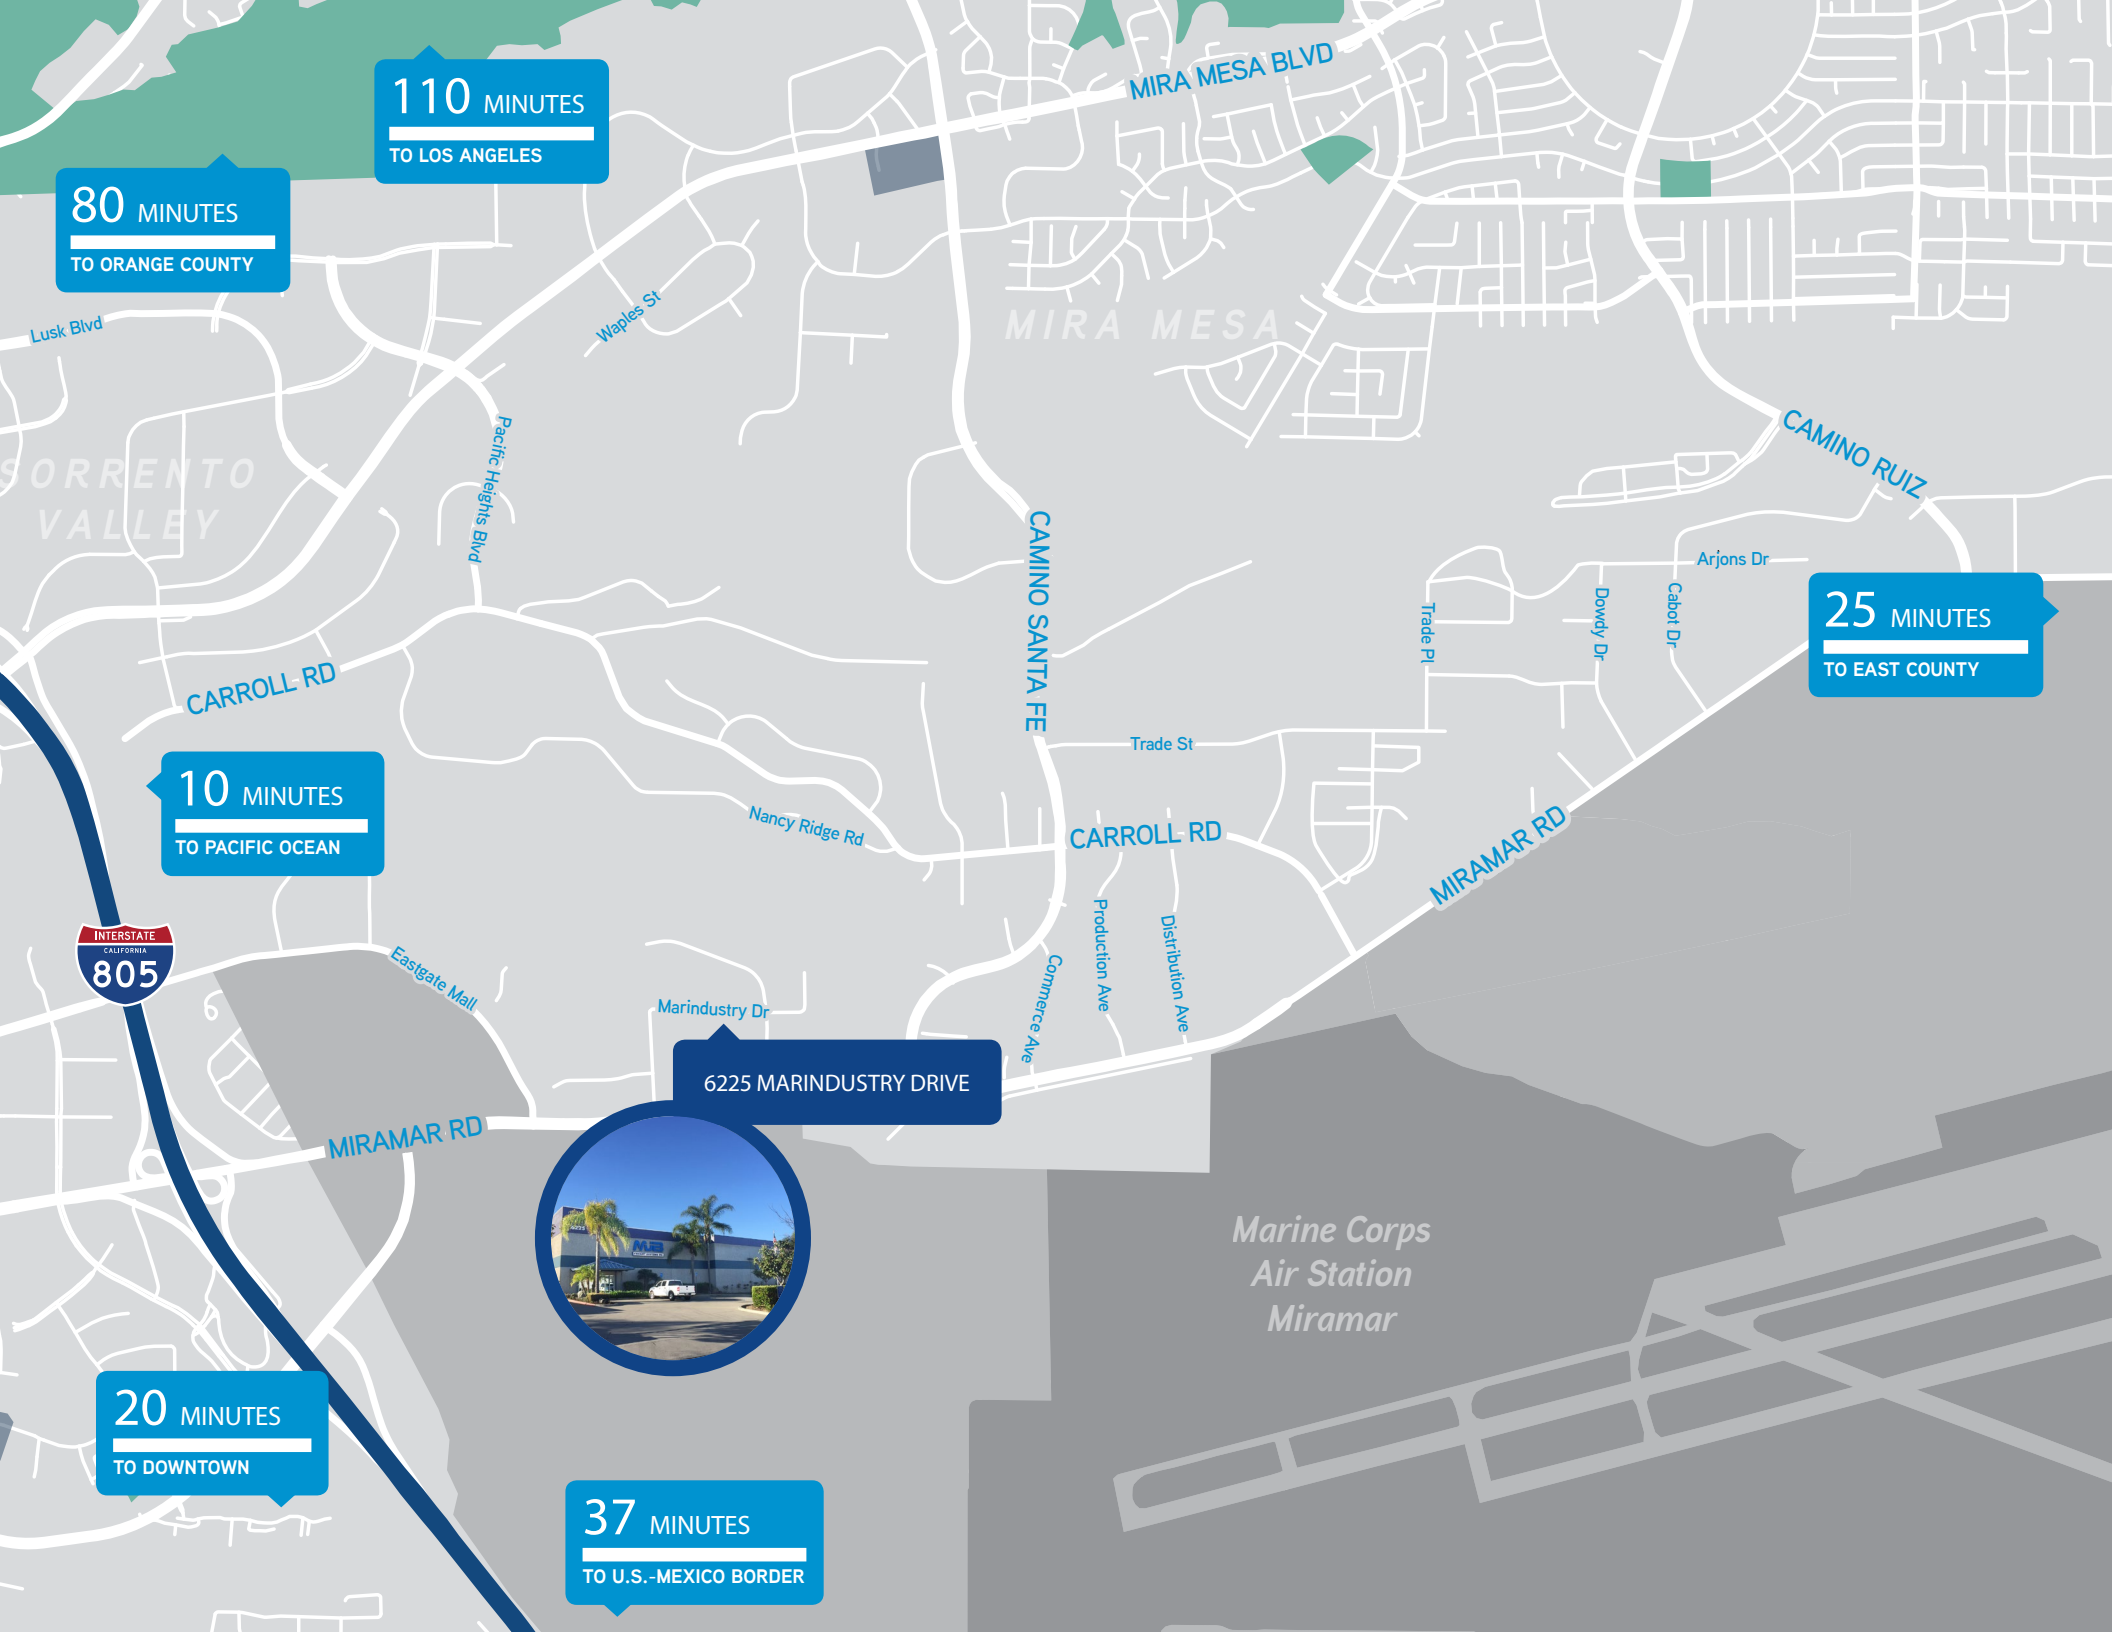 MIRA MESA BLVD
110 MINUTES
TO LOS ANGELES
80 MINUTES
TO ORANGE COUNTY
Lusk Blvd
Waples St
MIRA MESA
Pacific Heights Blvd
SORRENTO
VALLEY
CAMINO RUIZ
CAMINO SANTA FE
Arjons Dr
Trade Pl
Dowdy Dr
Cabot Dr
25 MINUTES
TO EAST COUNTY
CARROLL RD
Trade St
10 MINUTES
TO PACIFIC OCEAN
Nancy Ridge Rd
CARROLL RD
MIRAMAR RD
INTERSTATE
CALIFORNIA
805
Eastgate Mall
Production Ave
Distribution Ave
Commerce Ave
Marindustry Dr
6225 MARINDUSTRY DRIVE
MIRAMAR RD
6225
MJB
Marine Corps
Air Station
Miramar
20 MINUTES
TO DOWNTOWN
37 MINUTES
TO U.S.-MEXICO BORDER